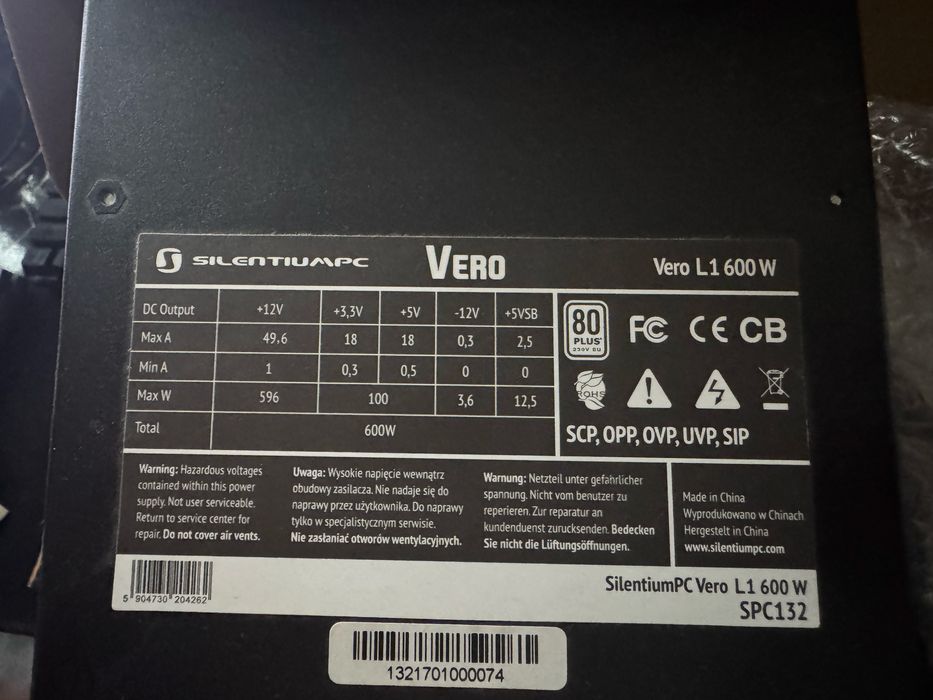 SILENTIUMPC
VERO
Vero L1 600 W
DC Output +12V +3,3V +5V -12V +5VSB
Max A 49,6 18 18 0,3 2,5
Min A 1 0,3 0,5 0 0
Max W 596 100 3,6 12,5
Total 600W
80
PLUS
230V EU
FC CE CB
ROHS
SCP, OPP, OVP, UVP, SIP
Warning: Hazardous voltages
contained within this power
supply. Not user serviceable.
Return to service center for
repair. Do not cover air vents.
Uwaga: Wysokie napięcie wewnątrz
obudowy zasilacza. Nie nadaje się do
naprawy przez użytkownika. Do naprawy
tylko w specjalistycznym serwisie.
Nie zasłaniać otworów wentylacyjnych.
Warnung: Netzteil unter gefahrlicher
spannung. Nicht vom benutzer zu
reperieren. Zur reparatur an
kundenduenst zurucksenden. Bedecken
Sie nicht die Lüftungsöffnungen.
Made in China
Wyprodukowano w Chinach
Hergestelt in China
www.silentiumpc.com
5 904730 204262
SilentiumPC Vero L1 600 W
SPC132
1321701000074